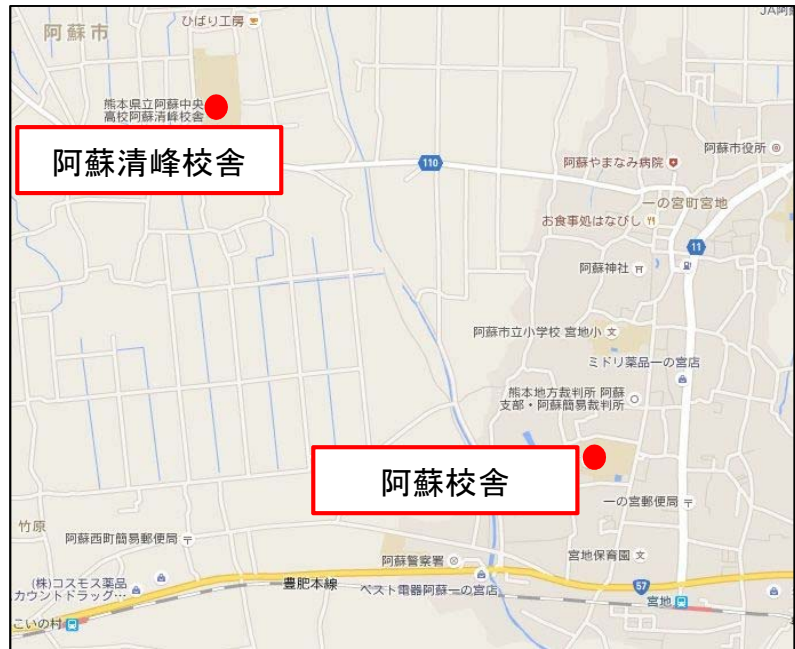 JA阿
ひばり工房
阿蘇市
熊本県立阿蘇中央
高校阿蘇清峰校舎
阿蘇清峰校舎
110
阿蘇市役所
阿蘇やまなみ病院
一の宮町宮地
お食事処はなびし
11
阿蘇神社
阿蘇市立小学校 宮地小 文
ミドリ薬品一の宮店
熊本地方裁判所 阿蘇
支部・阿蘇簡易裁判所
阿蘇校舎
一の宮郵便局
竹原
阿蘇西町簡易郵便局
阿蘇警察署
宮地保育園 文
(株)コスモス薬品
カウントドラッグ…
豊肥本線
ベスト電器阿蘇一の宮店
57
宮地
こいの村